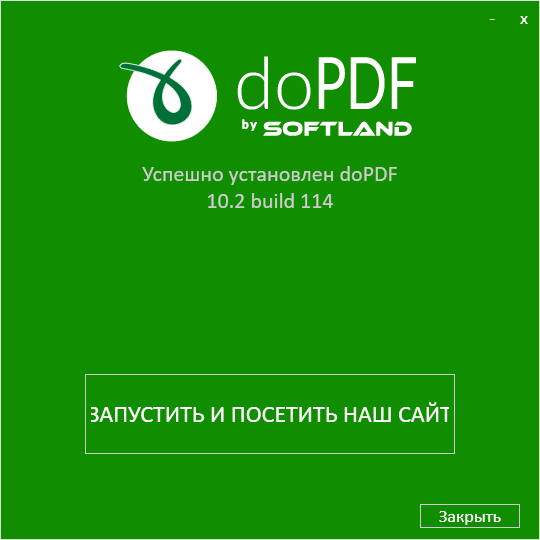 - x
doPDF
by SOFTLAND
Успешно установлен doPDF
10.2 build 114
ЗАПУСТИТЬ И ПОСЕТИТЬ НАШ САЙТ
Закрыть